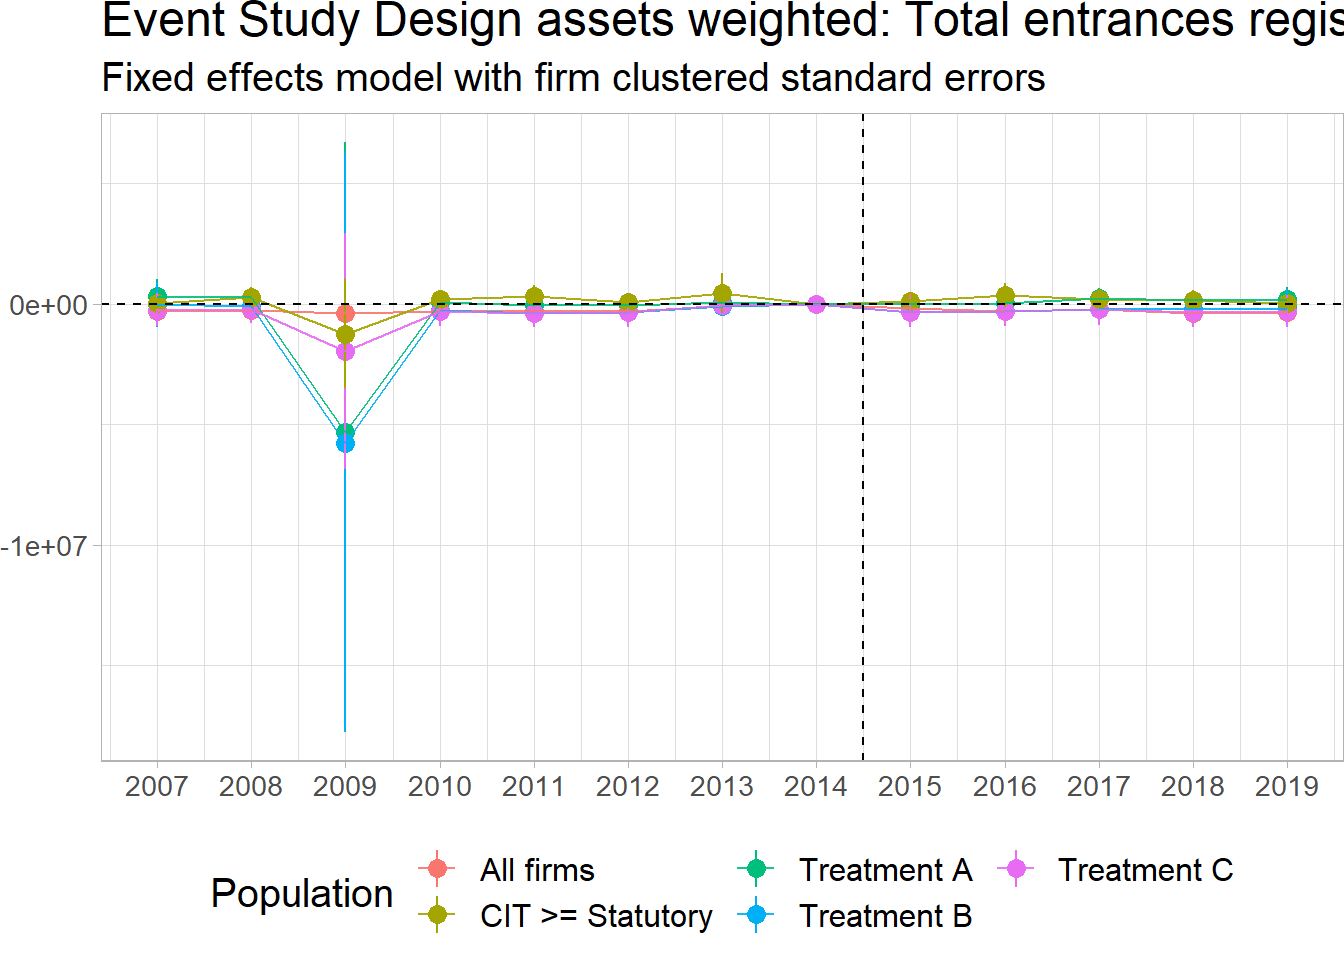 Event Study Design assets weighted: Total entrances regis
Fixed effects model with firm clustered standard errors
0e+00
-1e+07
2007 2008 2009 2010 2011 2012 2013 2014 2015 2016 2017 2018 2019
Population
All firms
CIT >= Statutory
Treatment A
Treatment B
Treatment C